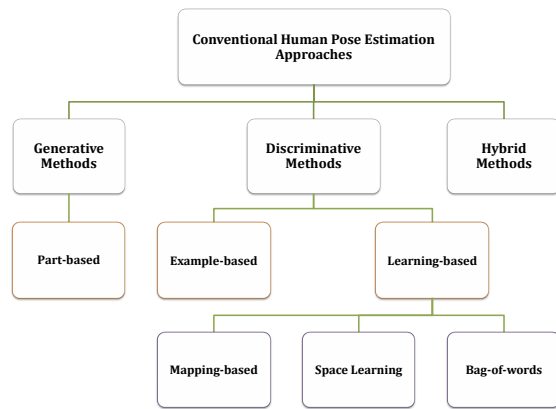 Conventional Human Pose Estimation
Approaches
Generative
Methods
Discriminative
Methods
Hybrid
Methods
Part-based
Example-based
Learning-based
Mapping-based
Space Learning
Bag-of-words